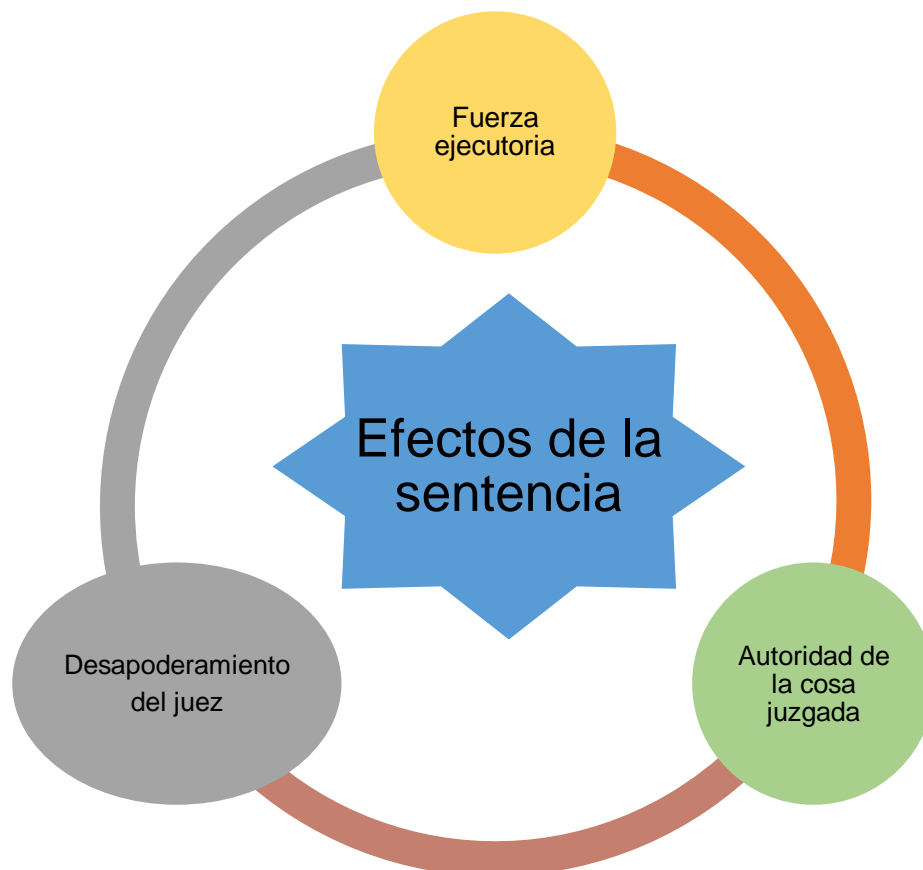 Fuerza
ejecutoria
Efectos de la
sentencia
Desapoderamiento
del juez
Autoridad de
la cosa
juzgada